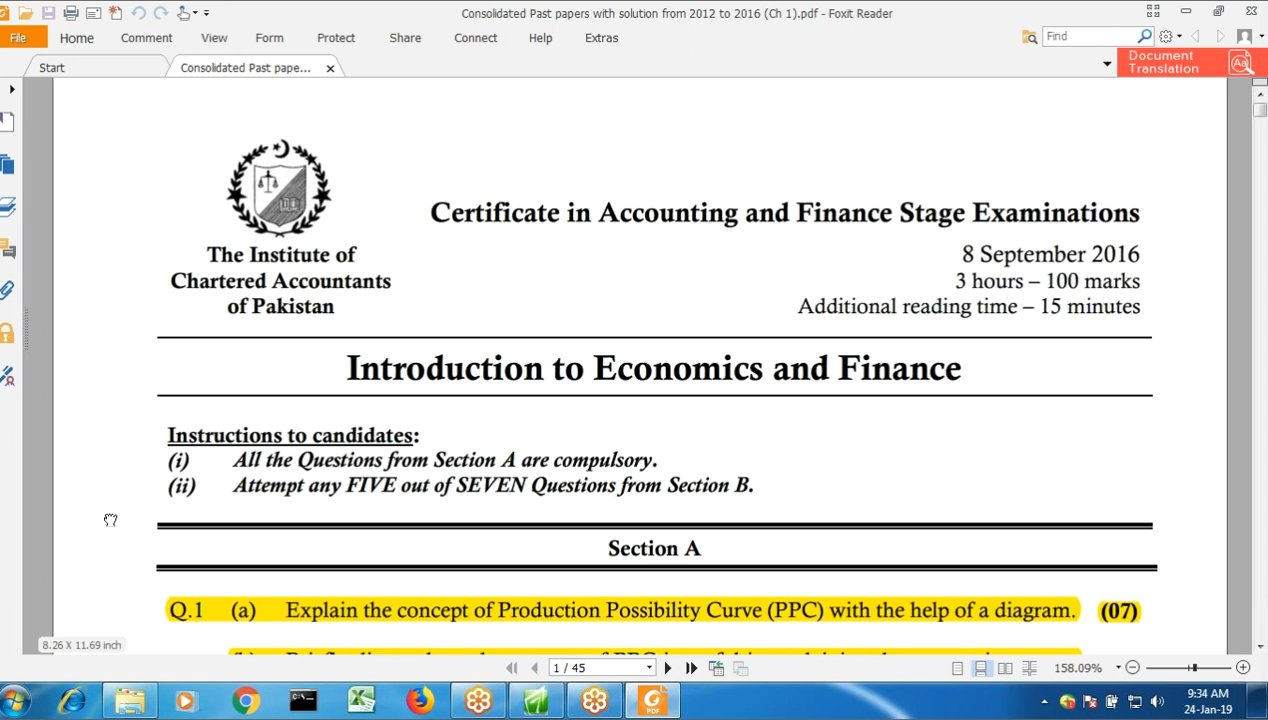 Consolidated Past papers with solution from 2012 to 2016 (Ch 1).pdf - Foxit Reader
File Home Comment View Form Protect Share Connect Help Extras Find
Start Consolidated Past pape...
Document
Translation
Certificate in Accounting and Finance Stage Examinations
The Institute of
Chartered Accountants
of Pakistan
8 September 2016
3 hours – 100 marks
Additional reading time – 15 minutes
Introduction to Economics and Finance
Instructions to candidates:
(i) All the Questions from Section A are compulsory.
(ii) Attempt any FIVE out of SEVEN Questions from Section B.
Section A
Q.1 (a) Explain the concept of Production Possibility Curve (PPC) with the help of a diagram. (07)
8.26 X 11.69 inch
1 / 45
158.09%
PDF
9:34 AM
24-Jan-19